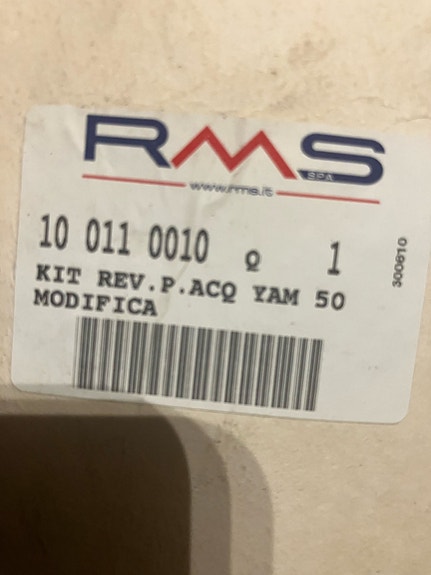 RMS
SPA
www.rms.it
10 011 0010 Q 1
KIT REV.P.ACQ YAM 50
MODIFICA
300610